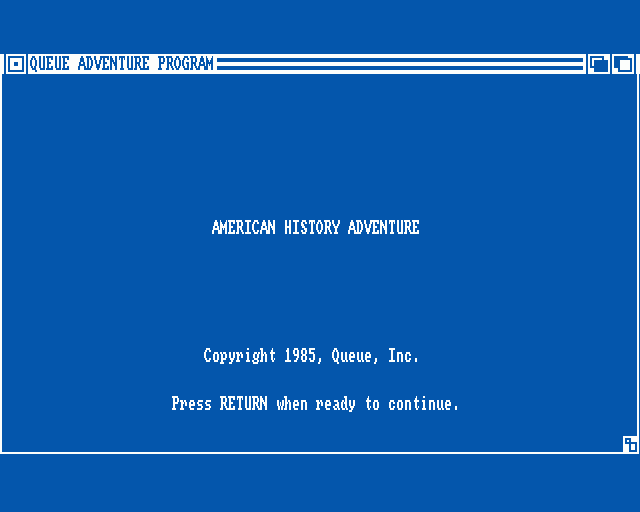 QUEUE ADVENTURE PROGRAM
AMERICAN HISTORY ADVENTURE
Copyright 1985, Queue, Inc.
Press RETURN when ready to continue.